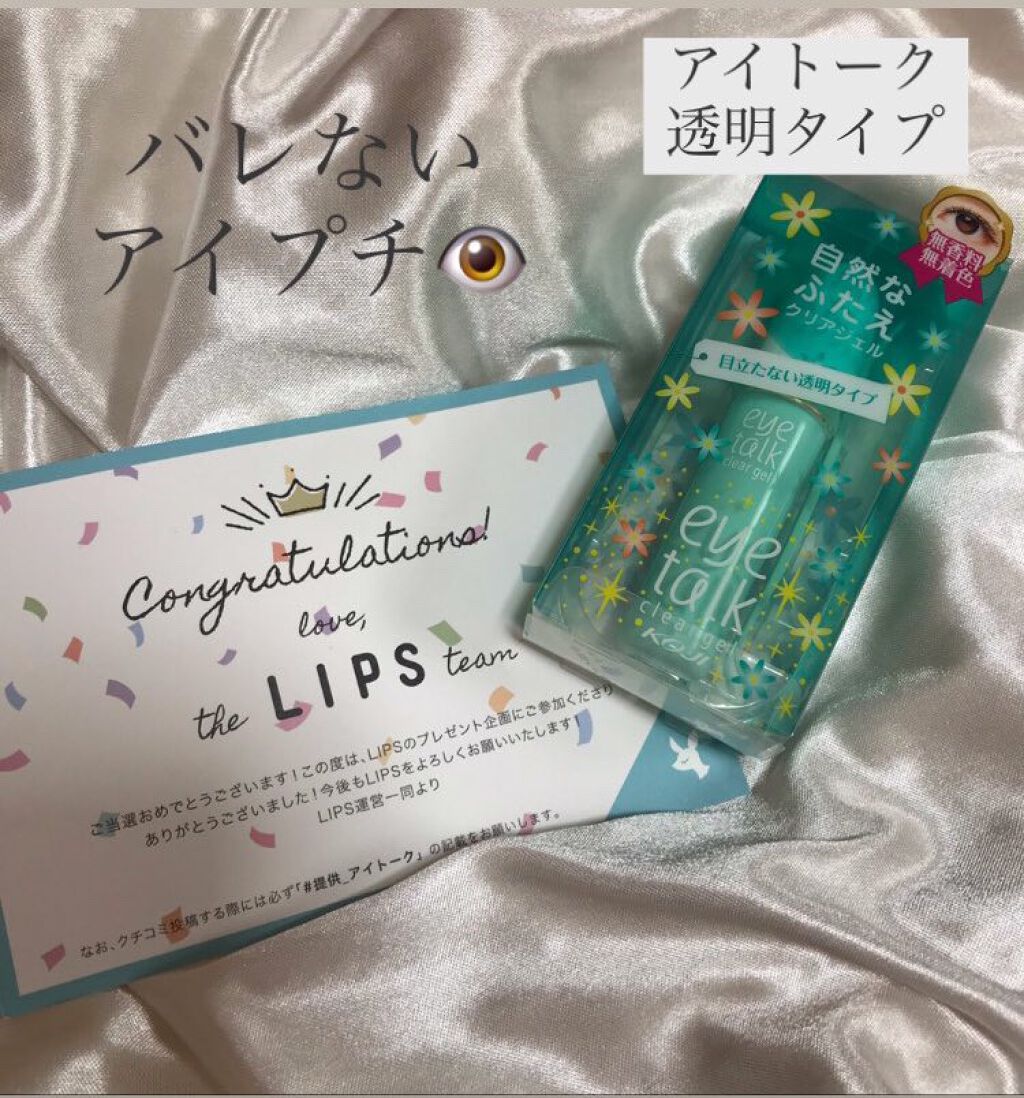 バレない
アイプチ👁️
アイトーク
透明タイプ
無香料
無着色
自然な
ふたえ
クリアジェル
目立たない透明タイプ
eye
talk
clear gel
eye
talk
clear gel
KOJI
Congratulations!
love,
the LIPS team
ご当選おめでとうございます！この度は、LIPSのプレゼント企画にご参加くださり
ありがとうございました！今後もLIPSをよろしくお願いいたします！
LIPS運営一同より
なお、クチコミ投稿する際には必ず「#提供_アイトーク」の記載をお願いします。